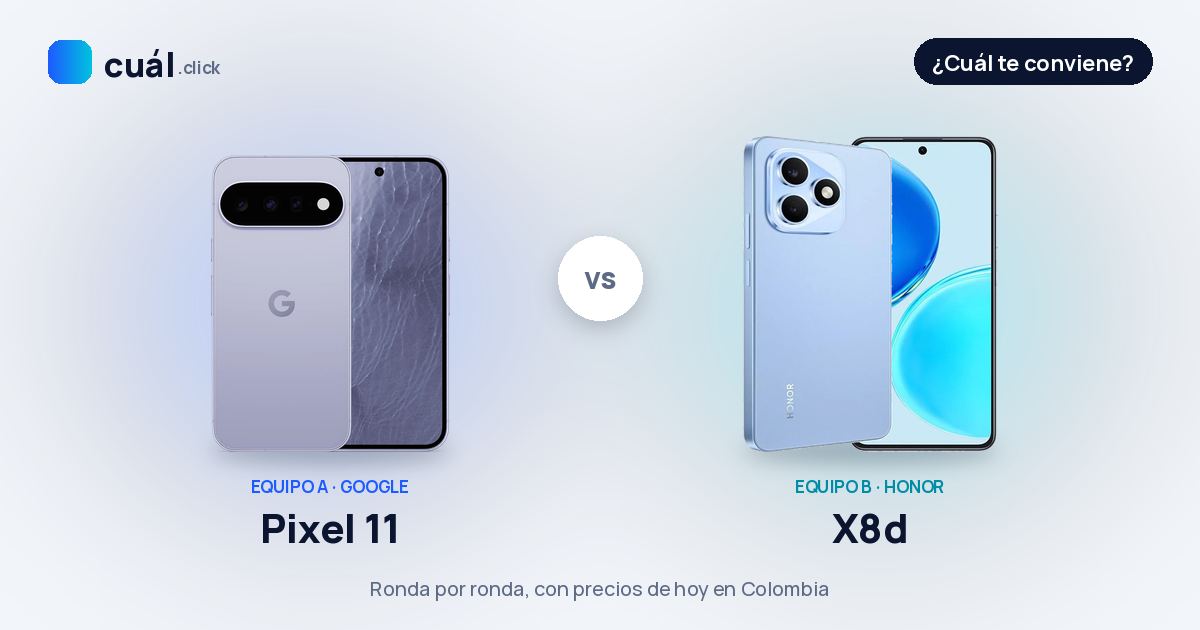 cuál.click
¿Cuál te conviene?
G
HONOR
vs
EQUIPO A · GOOGLE
Pixel 11
EQUIPO B · HONOR
X8d
Ronda por ronda, con precios de hoy en Colombia